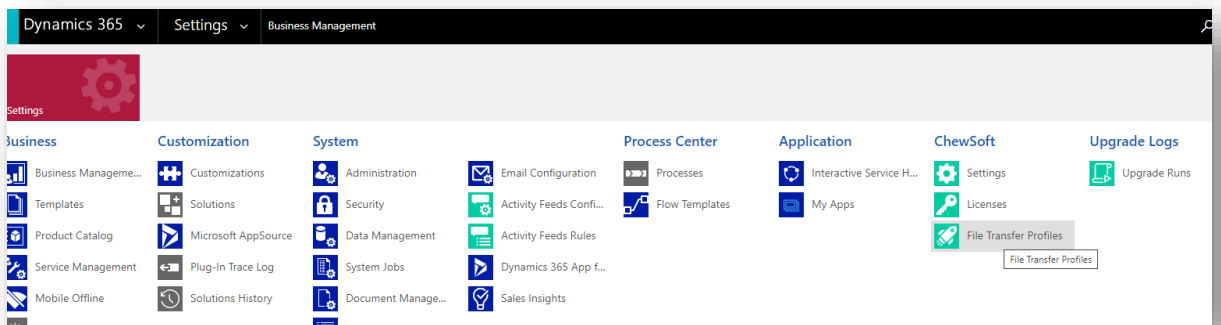 Dynamics 365 Settings Business Management
Settings
Business Customization System Process Center Application ChewSoft Upgrade Logs
Business Manageme... Customizations Administration Email Configuration Processes Interactive Service H... Settings Upgrade Runs
Templates Solutions Security Activity Feeds Confi... Flow Templates My Apps Licenses
Product Catalog Microsoft AppSource Data Management Activity Feeds Rules File Transfer Profiles
File Transfer Profiles
Service Management Plug-In Trace Log System Jobs Dynamics 365 App f...
Mobile Offline Solutions History Document Manage... Sales Insights